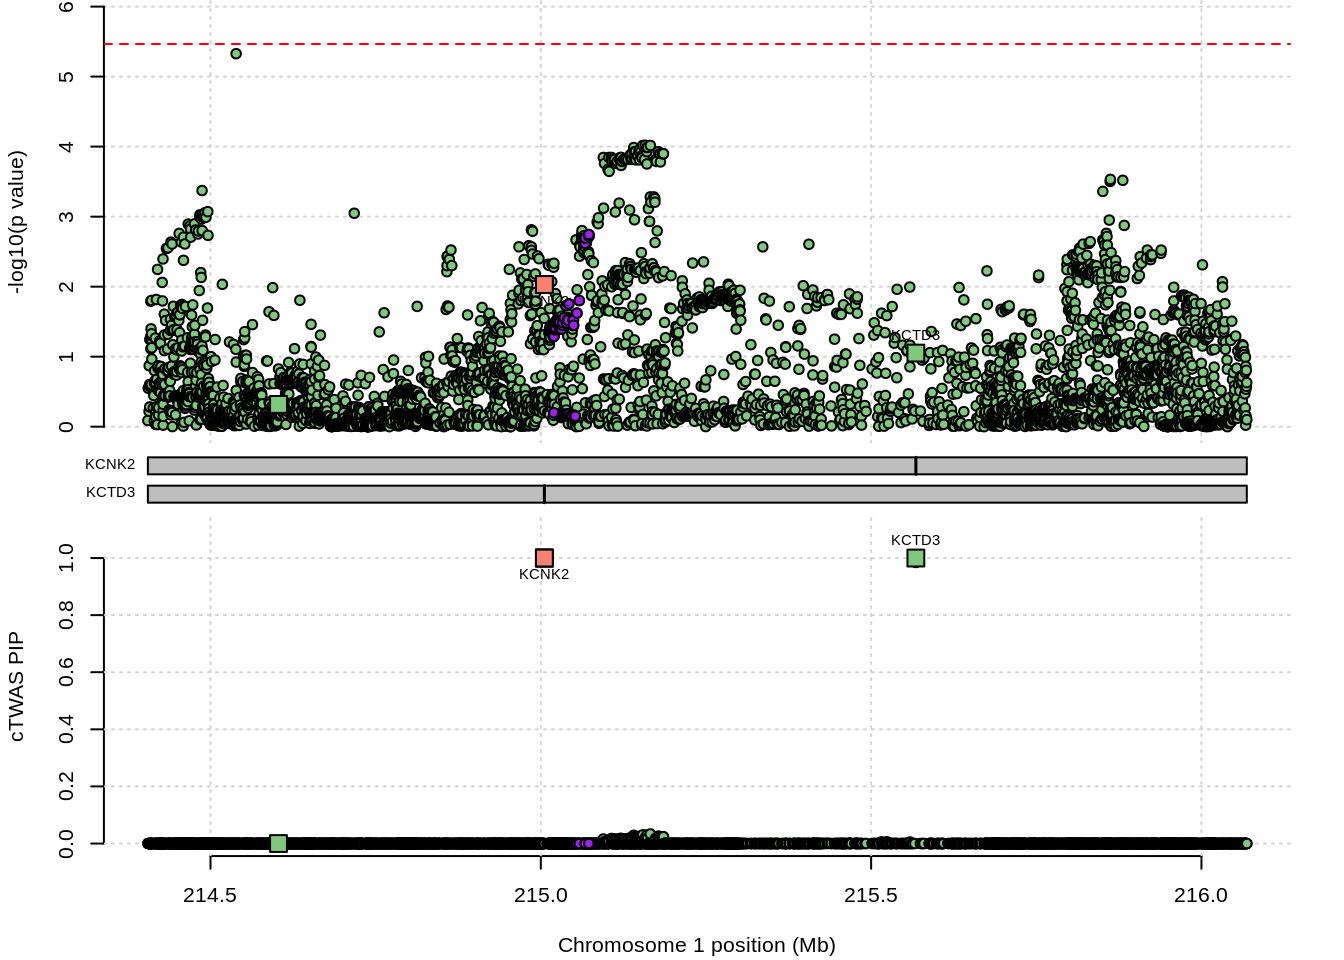 6
5
4
3
2
1
0
-log10(p value)
KCTD3
KCNK2
KCTD3
1.0
0.8
0.6
0.4
0.2
0.0
cTWAS PIP
KCTD3
KCNK2
214.5 215.0 215.5 216.0
Chromosome 1 position (Mb)